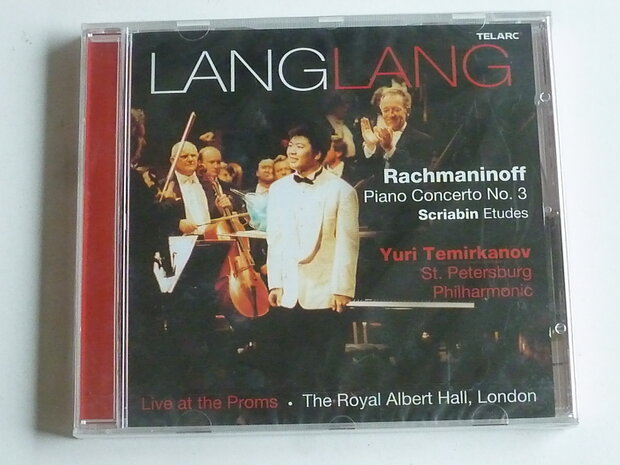 TELARC
LANGLANG
Rachmaninoff
Piano Concerto No. 3
Scriabin Etudes
Yuri Temirkanov
St. Petersburg
Philharmonic
Live at the Proms • The Royal Albert Hall, London